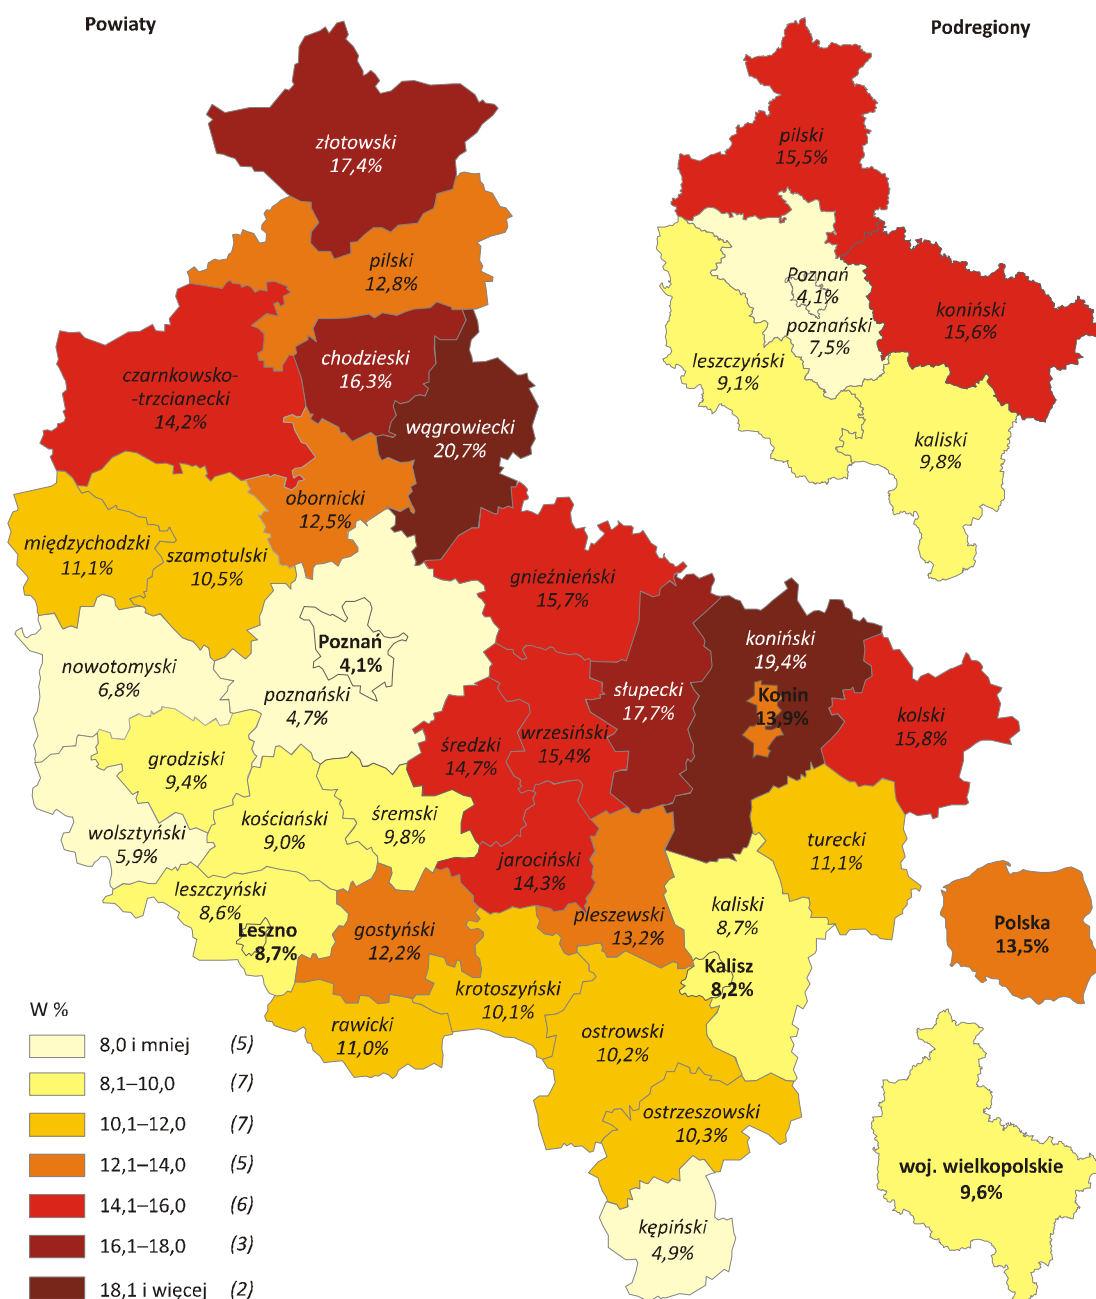 Powiaty
złotowski
17,4%
pilski
12,8%
chodzieski
16,3%
czarnkowsko-
-trzcianecki
14,2%
wągrowiecki
20,7%
obornicki
12,5%
międzychodzki
11,1%
szamotulski
10,5%
gnieźnieński
15,7%
Poznań
4,1%
nowotomyski
6,8%
poznański
4,7%
koniński
19,4%
słupecki
17,7%
Konin
13,9%
kolski
15,8%
średzki
14,7%
wrzesiński
15,4%
grodziski
9,4%
kościański
9,0%
śremski
9,8%
wolsztyński
5,9%
jarociński
14,3%
turecki
11,1%
leszczyński
8,6%
Leszno
8,7%
gostyński
12,2%
pleszewski
13,2%
kaliski
8,7%
Kalisz
8,2%
krotoszyński
10,1%
rawicki
11,0%
ostrowski
10,2%
ostrzeszowski
10,3%
kępiński
4,9%
Podregiony
pilski
15,5%
Poznań
4,1%
poznański
7,5%
koniński
15,6%
leszczyński
9,1%
kaliski
9,8%
Polska
13,5%
woj. wielkopolskie
9,6%
W %
8,0 i mniej (5)
8,1–10,0 (7)
10,1–12,0 (7)
12,1–14,0 (5)
14,1–16,0 (6)
16,1–18,0 (3)
18,1 i więcej (2)